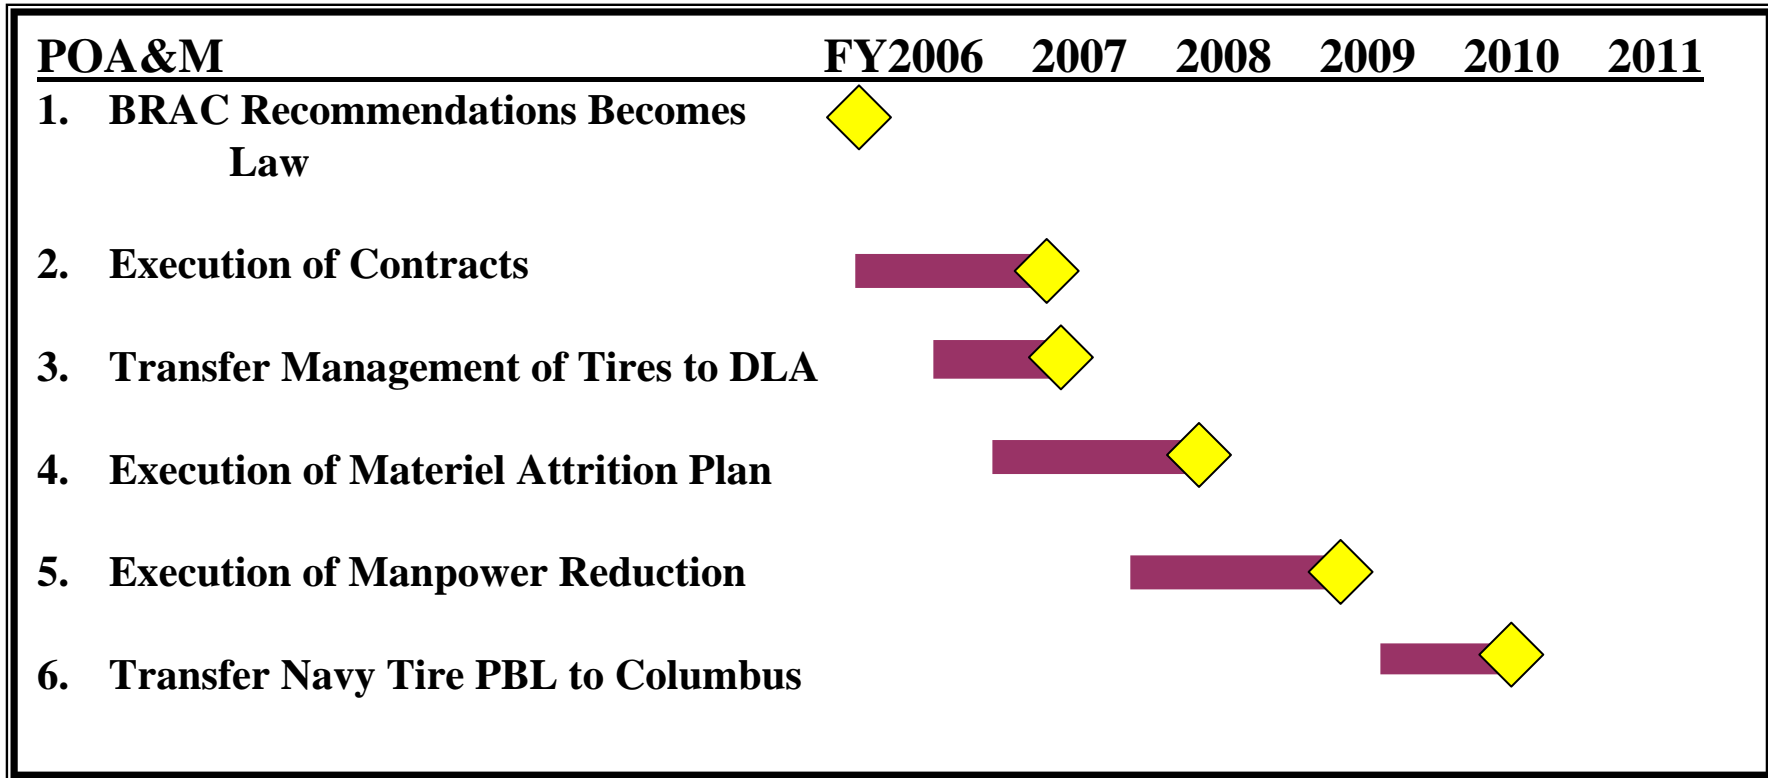 POA&M FY2006 2007 2008 2009 2010 2011
1. BRAC Recommendations Becomes
Law
2. Execution of Contracts
3. Transfer Management of Tires to DLA
4. Execution of Materiel Attrition Plan
5. Execution of Manpower Reduction
6. Transfer Navy Tire PBL to Columbus